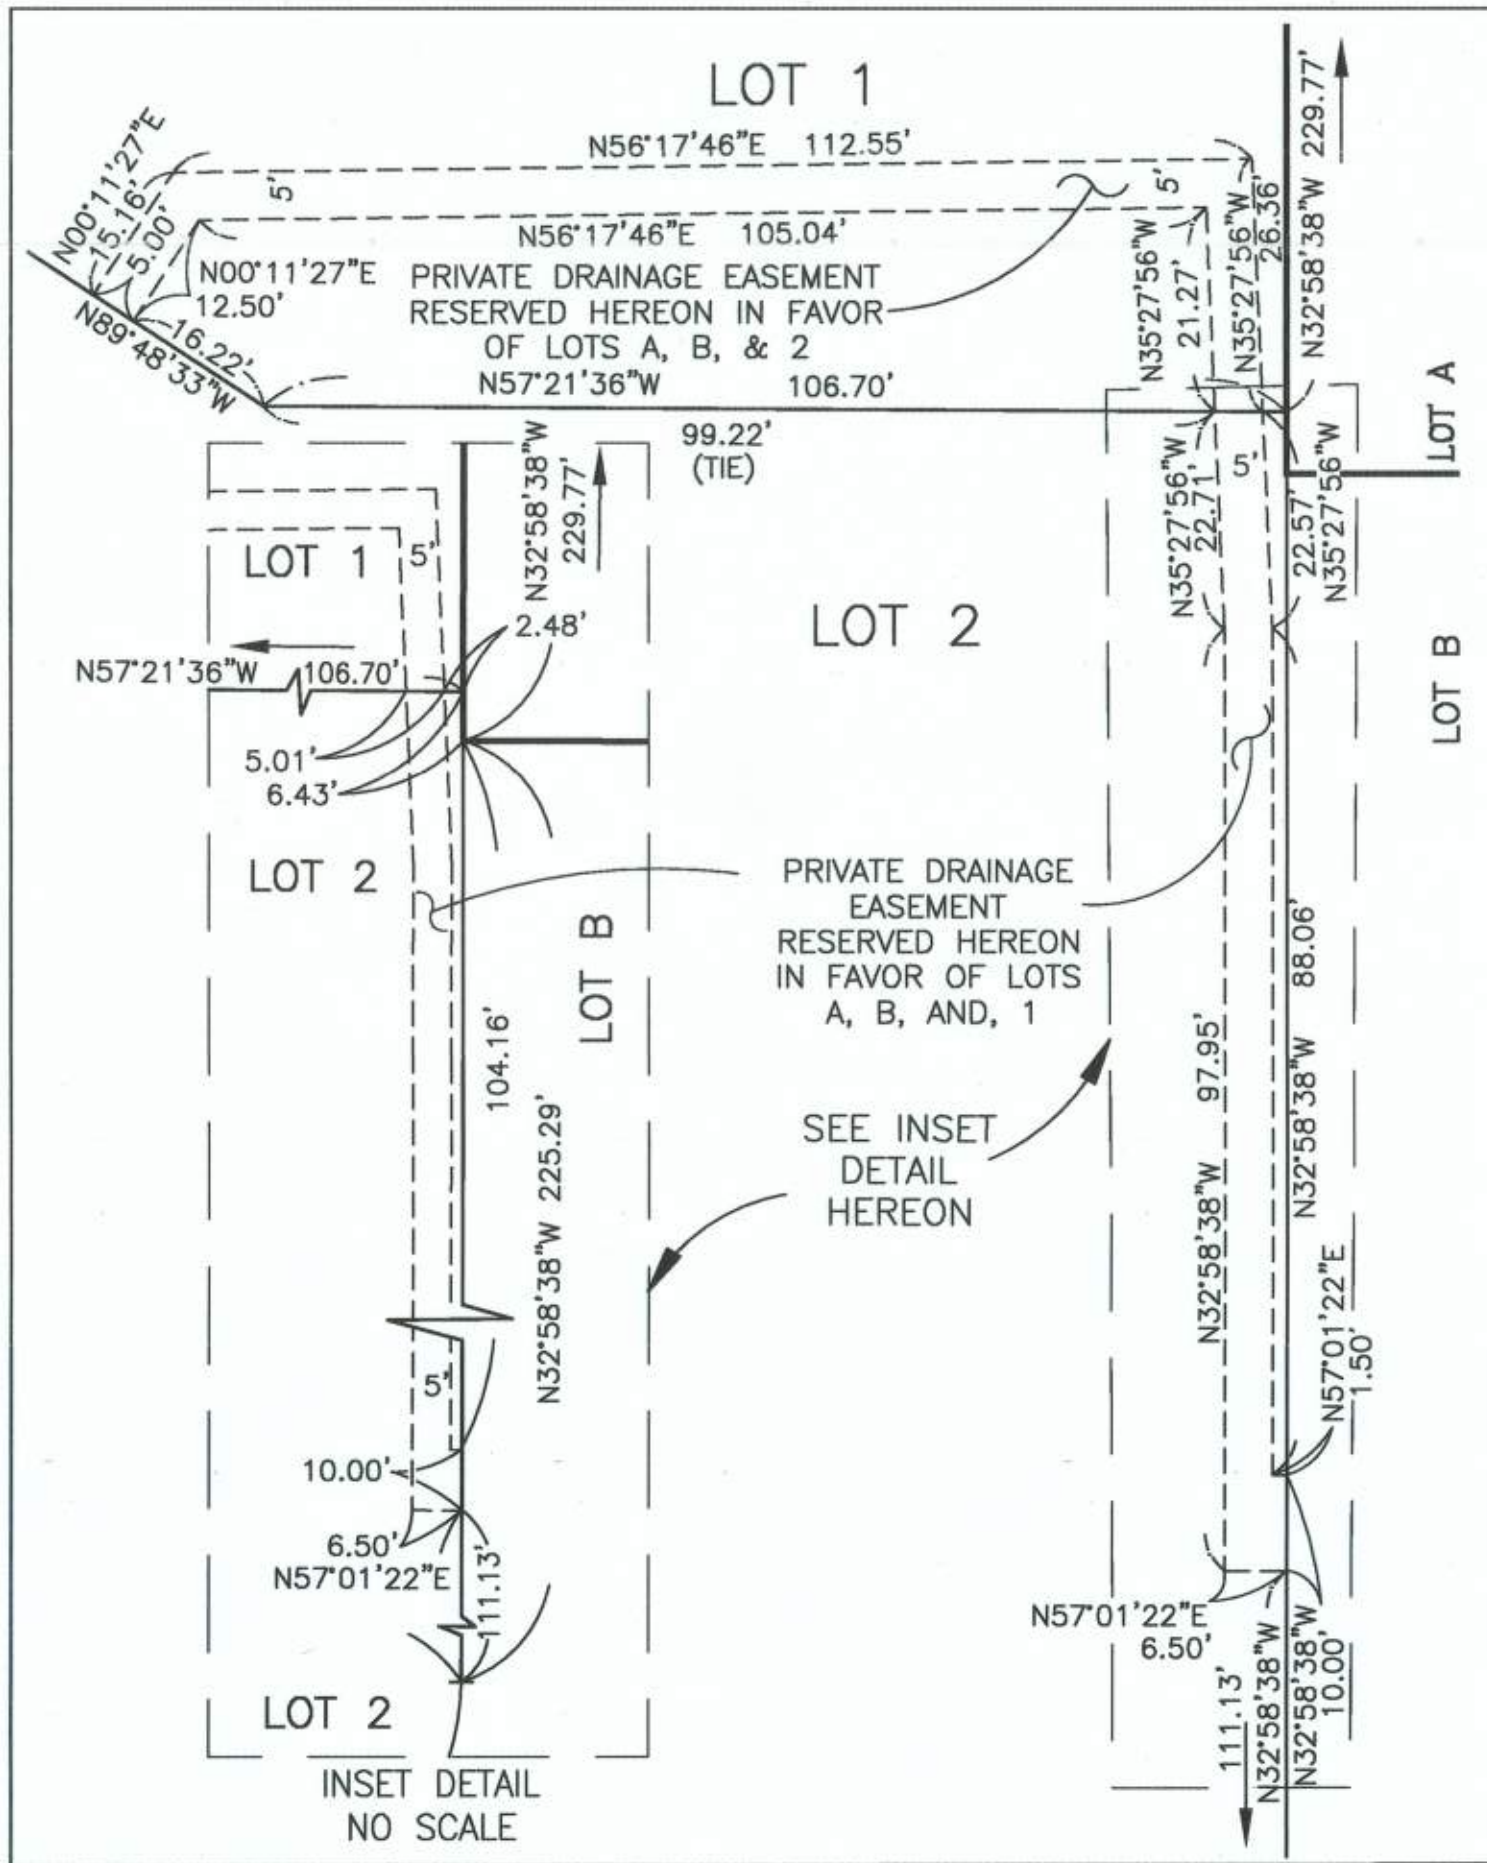 LOT 1
N56°17'46"E 112.55'
N00°11'27"E
15.16'
5.00'
5'
5'
N56°17'46"E 105.04'
N00°11'27"E
12.50'
PRIVATE DRAINAGE EASEMENT
RESERVED HEREON IN FAVOR
OF LOTS A, B, & 2
16.22'
N89°48'33"W
N57°21'36"W 106.70'
99.22'
(TIE)
N35°27'56"W
21.27'
N35°27'56"W
26.36'
N32°58'38"W 229.77'
LOT A
N35°27'56"W
22.71'
5'
22.57'
N35°27'56"W
LOT 2
LOT B
N32°58'38"W
229.77'
LOT 1
5'
2.48'
N57°21'36"W 106.70'
5.01'
6.43'
LOT 2
LOT B
PRIVATE DRAINAGE
EASEMENT
RESERVED HEREON
IN FAVOR OF LOTS
A, B, AND, 1
104.16'
N32°58'38"W 225.29'
SEE INSET
DETAIL
HEREON
N32°58'38"W 97.95'
N32°58'38"W 88.06'
N57°01'22"E
1.50'
5'
10.00'
6.50'
N57°01'22"E
111.13'
N57°01'22"E
6.50'
111.13'
N32°58'38"W
N32°58'38"W
10.00'
LOT 2
INSET DETAIL
NO SCALE